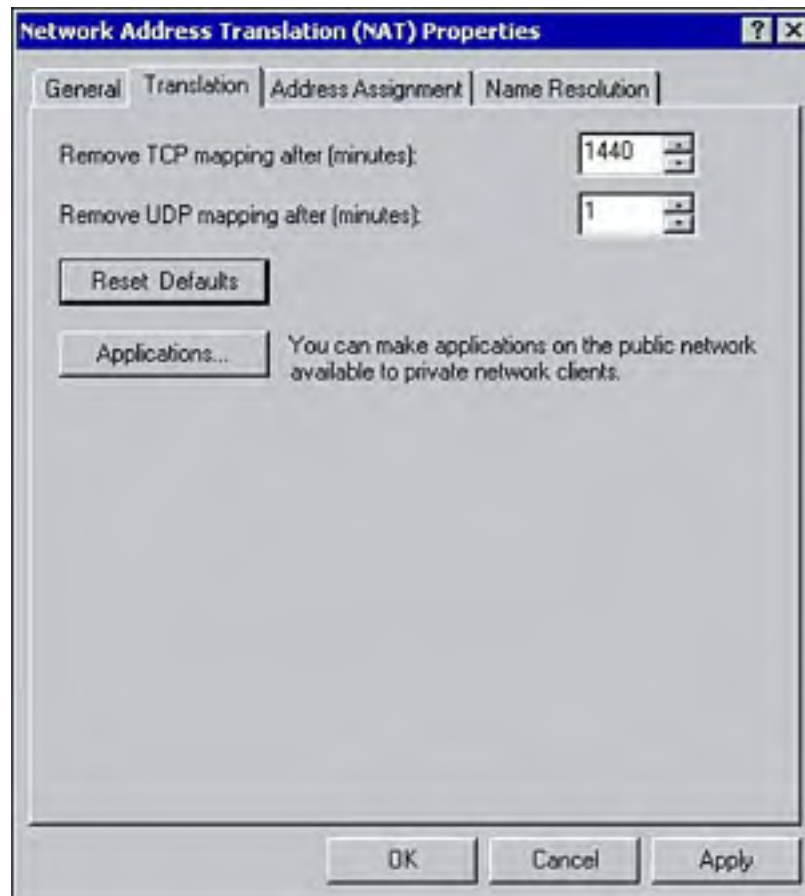 Network Address Translation (NAT) Properties
General Translation Address Assignment Name Resolution
Remove TCP mapping after (minutes): 1440
Remove UDP mapping after (minutes): 1
Reset Defaults
Applications... You can make applications on the public network
available to private network clients.
OK Cancel Apply